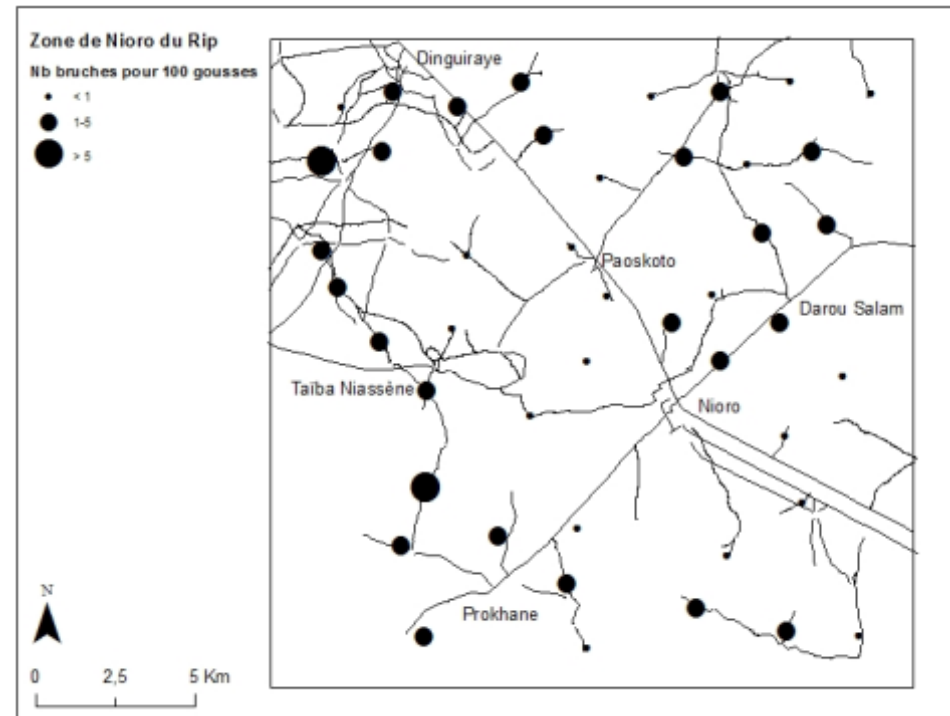 Zone de Nioro du Rip
Nb bruches pour 100 gousses
< 1
1-5
> 5
Dinguiraye
Paoskoto
Darou Salam
Taïba Niassène
Nioro
Prokhane
N
0 2,5 5 Km